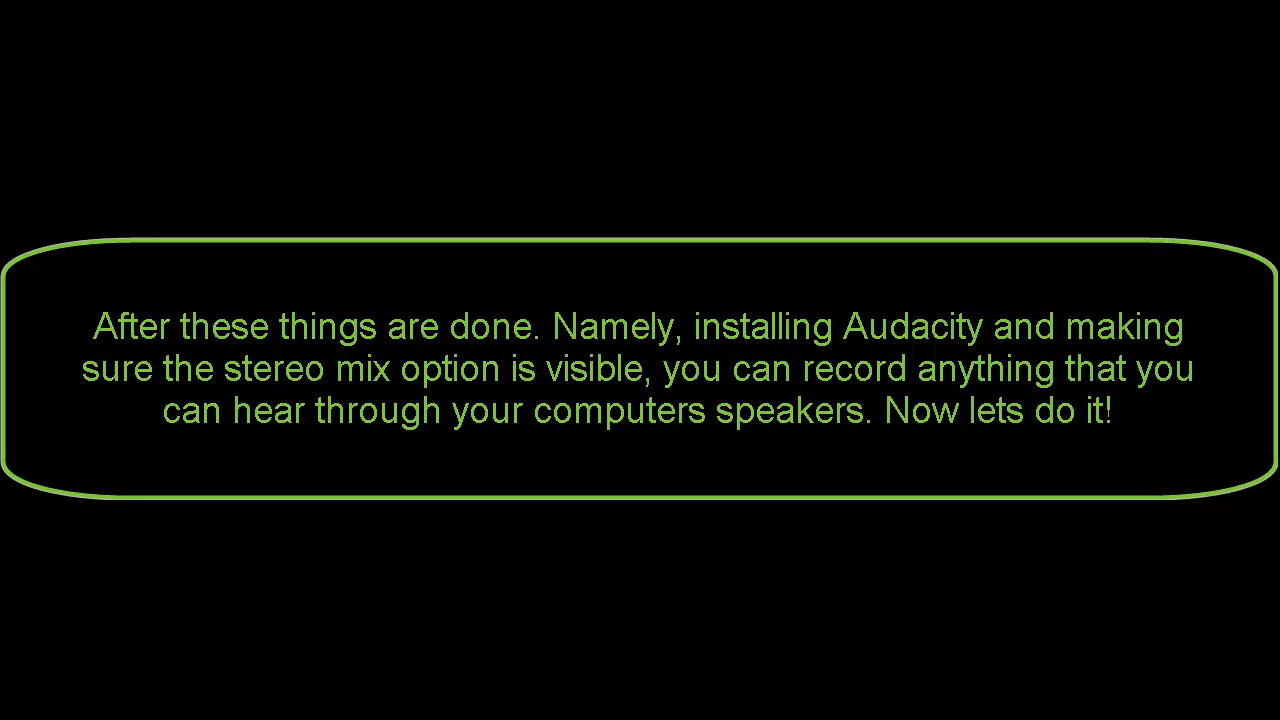 After these things are done. Namely, installing Audacity and making
sure the stereo mix option is visible, you can record anything that you
can hear through your computers speakers. Now lets do it!